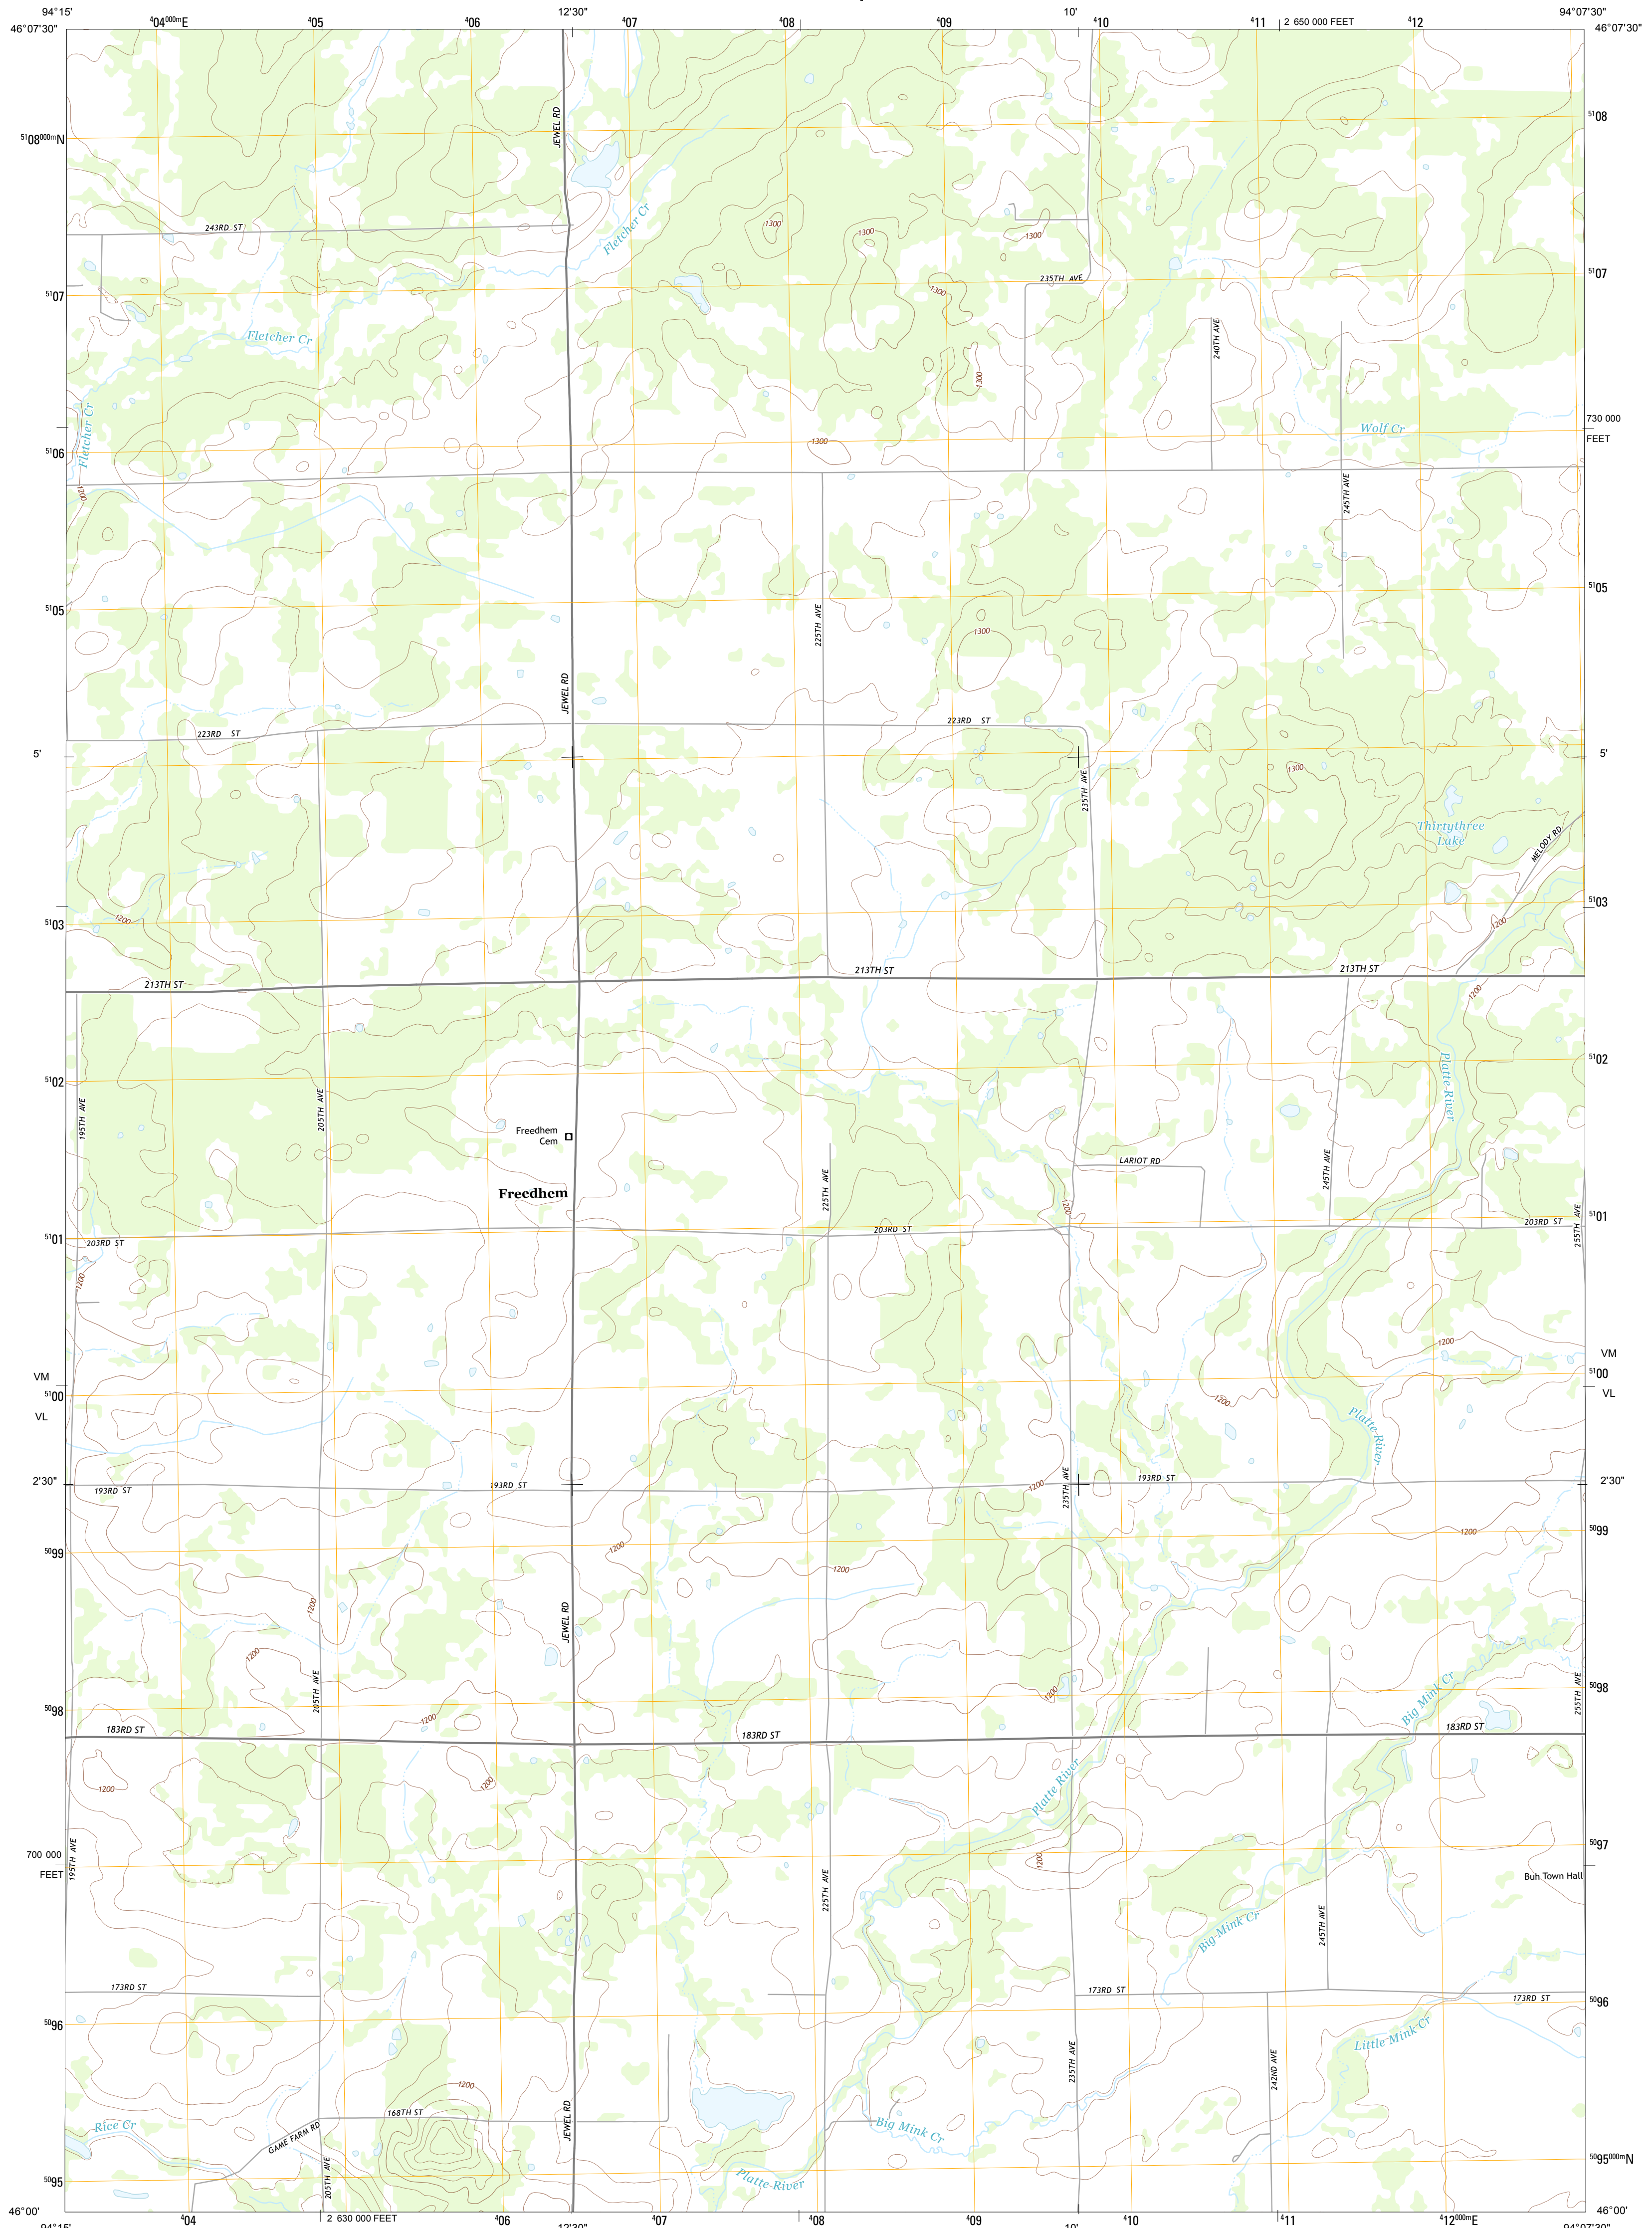 94°15'
⁴04⁰⁰⁰ᵐE
⁴05
⁴06
12'30"
⁴07
⁴08
⁴09
10'
⁴10
⁴11
2 650 000 FEET
⁴12
94°07'30"
46°07'30"
46°07'30"
JEWEL RD
⁵¹08⁰⁰⁰ᵐN
⁵¹08
Fletcher Cr
243RD ST
1300
1300
1300
235TH AVE
⁵¹07
⁵¹07
1300
Fletcher Cr
240TH AVE
1300
Fletcher Cr
730 000
FEET
Wolf Cr
1300
⁵¹06
1200
245TH AVE
⁵¹05
⁵¹05
225TH AVE
1300
JEWEL RD
223RD ST
223RD ST
5'
5'
235TH AVE
1300
Thirtythree
Lake
MELODY RD
1200
⁵¹03
1200
⁵¹03
213TH ST
213TH ST
213TH ST
1200
⁵¹02
⁵¹02
Platte River
195TH AVE
205TH AVE
Freedhem
Cem
LARIOT RD
245TH AVE
225TH AVE
Freedhem
1200
⁵¹01
255TH AVE
203RD ST
203RD ST
203RD ST
⁵¹01
1200
1200
VM
VM
⁵¹00
⁵¹00
VL
VL
1200
Platte River
2'30"
193RD ST
193RD ST
1200
235TH AVE
193RD ST
2'30"
1200
⁵⁰99
⁵⁰99
1200
1200
1200
JEWEL RD
1200
205TH AVE
1200
Big Mink Cr
255TH AVE
⁵⁰98
⁵⁰98
1200
183RD ST
183RD ST
183RD ST
1200
1200
Platte River
⁵⁰97
700 000
FEET
195TH AVE
1200
225TH AVE
Buh Town Hall
Big Mink Cr
245TH AVE
173RD ST
173RD ST
173RD ST
⁵⁰96
⁵⁰96
Little Mink Cr
235TH AVE
242ND AVE
1200
168TH ST
JEWEL RD
Rice Cr
GAME FARM RD
Big Mink Cr
⁵⁰95⁰⁰⁰ᵐN
205TH AVE
Platte River
⁵⁰95
46°00'
46°00'
⁴04
2 630 000 FEET
⁴06
⁴07
⁴08
⁴09
⁴10
⁴11
⁴12⁰⁰⁰ᵐE
94°15'
12'30"
10'
94°07'30"